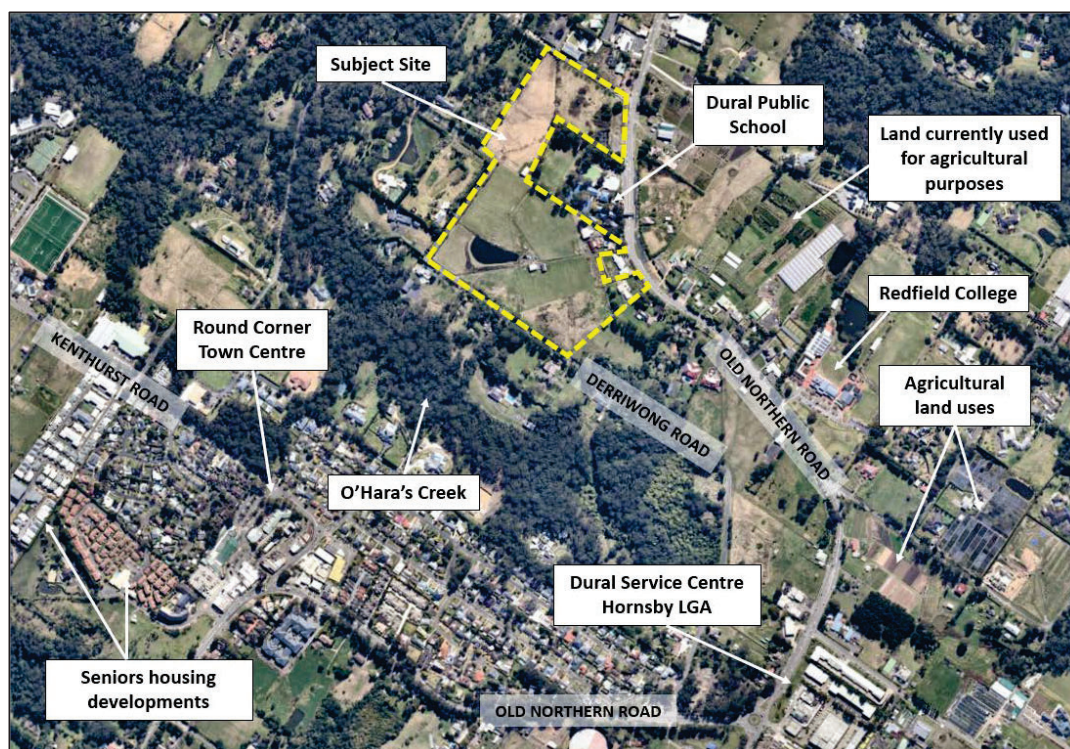 Subject Site
Dural Public
School
Land currently used
for agricultural
purposes
Redfield College
Round Corner
Town Centre
KENTHURST ROAD
OLD NORTHERN ROAD
DERRIWONG ROAD
Agricultural
land uses
O'Hara's Creek
Dural Service Centre
Hornsby LGA
Seniors housing
developments
OLD NORTHERN ROAD